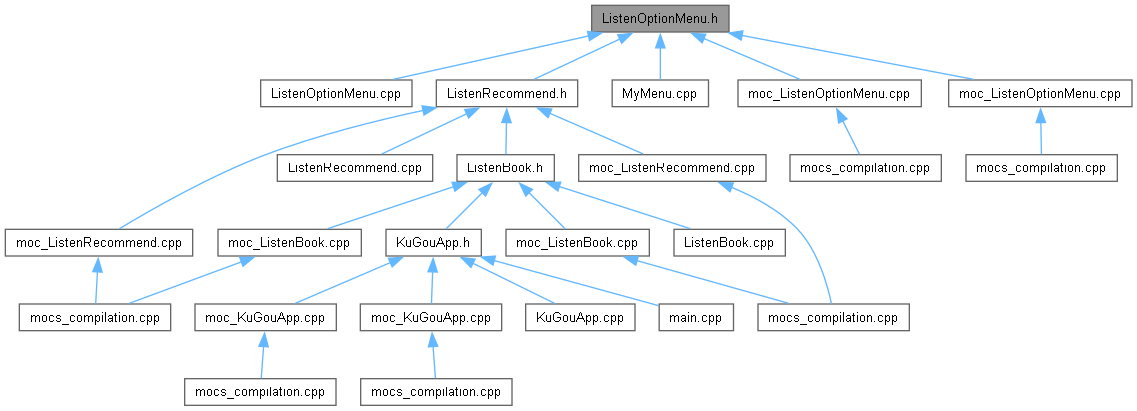 ListenOptionMenu.h
ListenOptionMenu.cpp
ListenRecommend.h
MyMenu.cpp
moc_ListenOptionMenu.cpp
moc_ListenOptionMenu.cpp
ListenRecommend.cpp
ListenBook.h
moc_ListenRecommend.cpp
mocs_compilation.cpp
mocs_compilation.cpp
moc_ListenRecommend.cpp
moc_ListenBook.cpp
KuGouApp.h
moc_ListenBook.cpp
ListenBook.cpp
mocs_compilation.cpp
moc_KuGouApp.cpp
moc_KuGouApp.cpp
KuGouApp.cpp
main.cpp
mocs_compilation.cpp
mocs_compilation.cpp
mocs_compilation.cpp